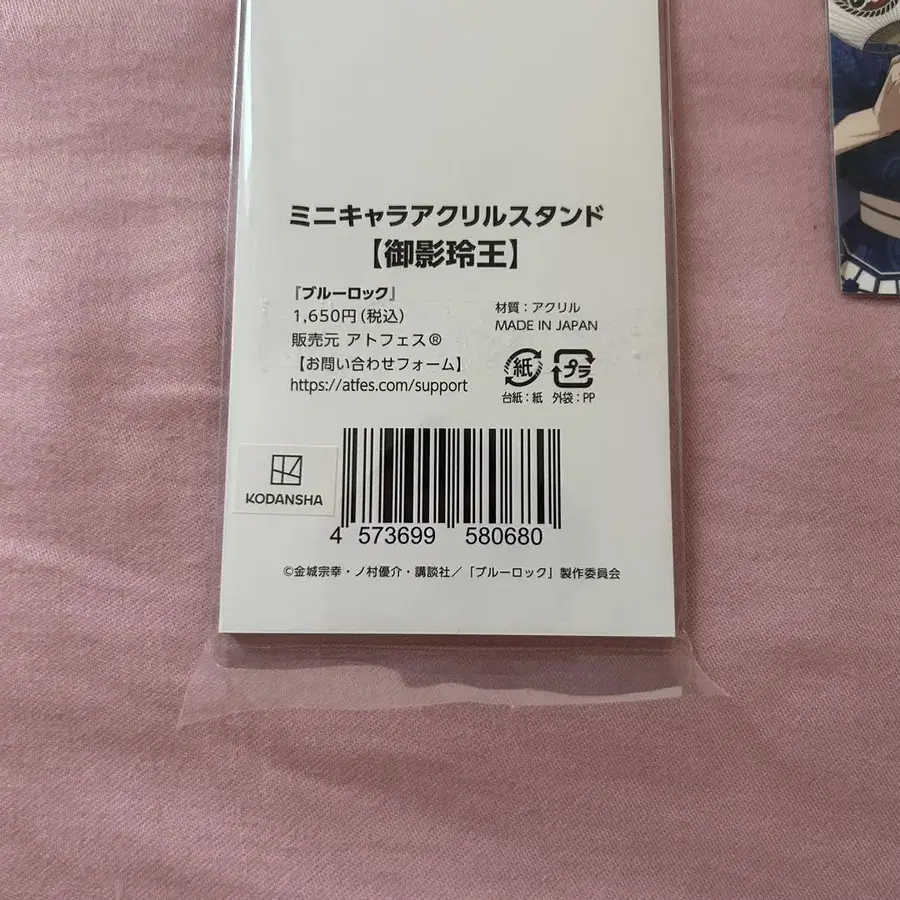 ミニキャラアクリルスタンド
【御影玲王】
『ブルーロック』
1,650円(税込)
販売元 アトフェス®
【お問い合わせフォーム】
https://atfes.com/support
材質：アクリル
MADE IN JAPAN
紙 プラ
台紙：紙 外袋：PP
KODANSHA
4 573699 580680
©金城宗幸・ノ村優介・講談社／「ブルーロック」製作委員会